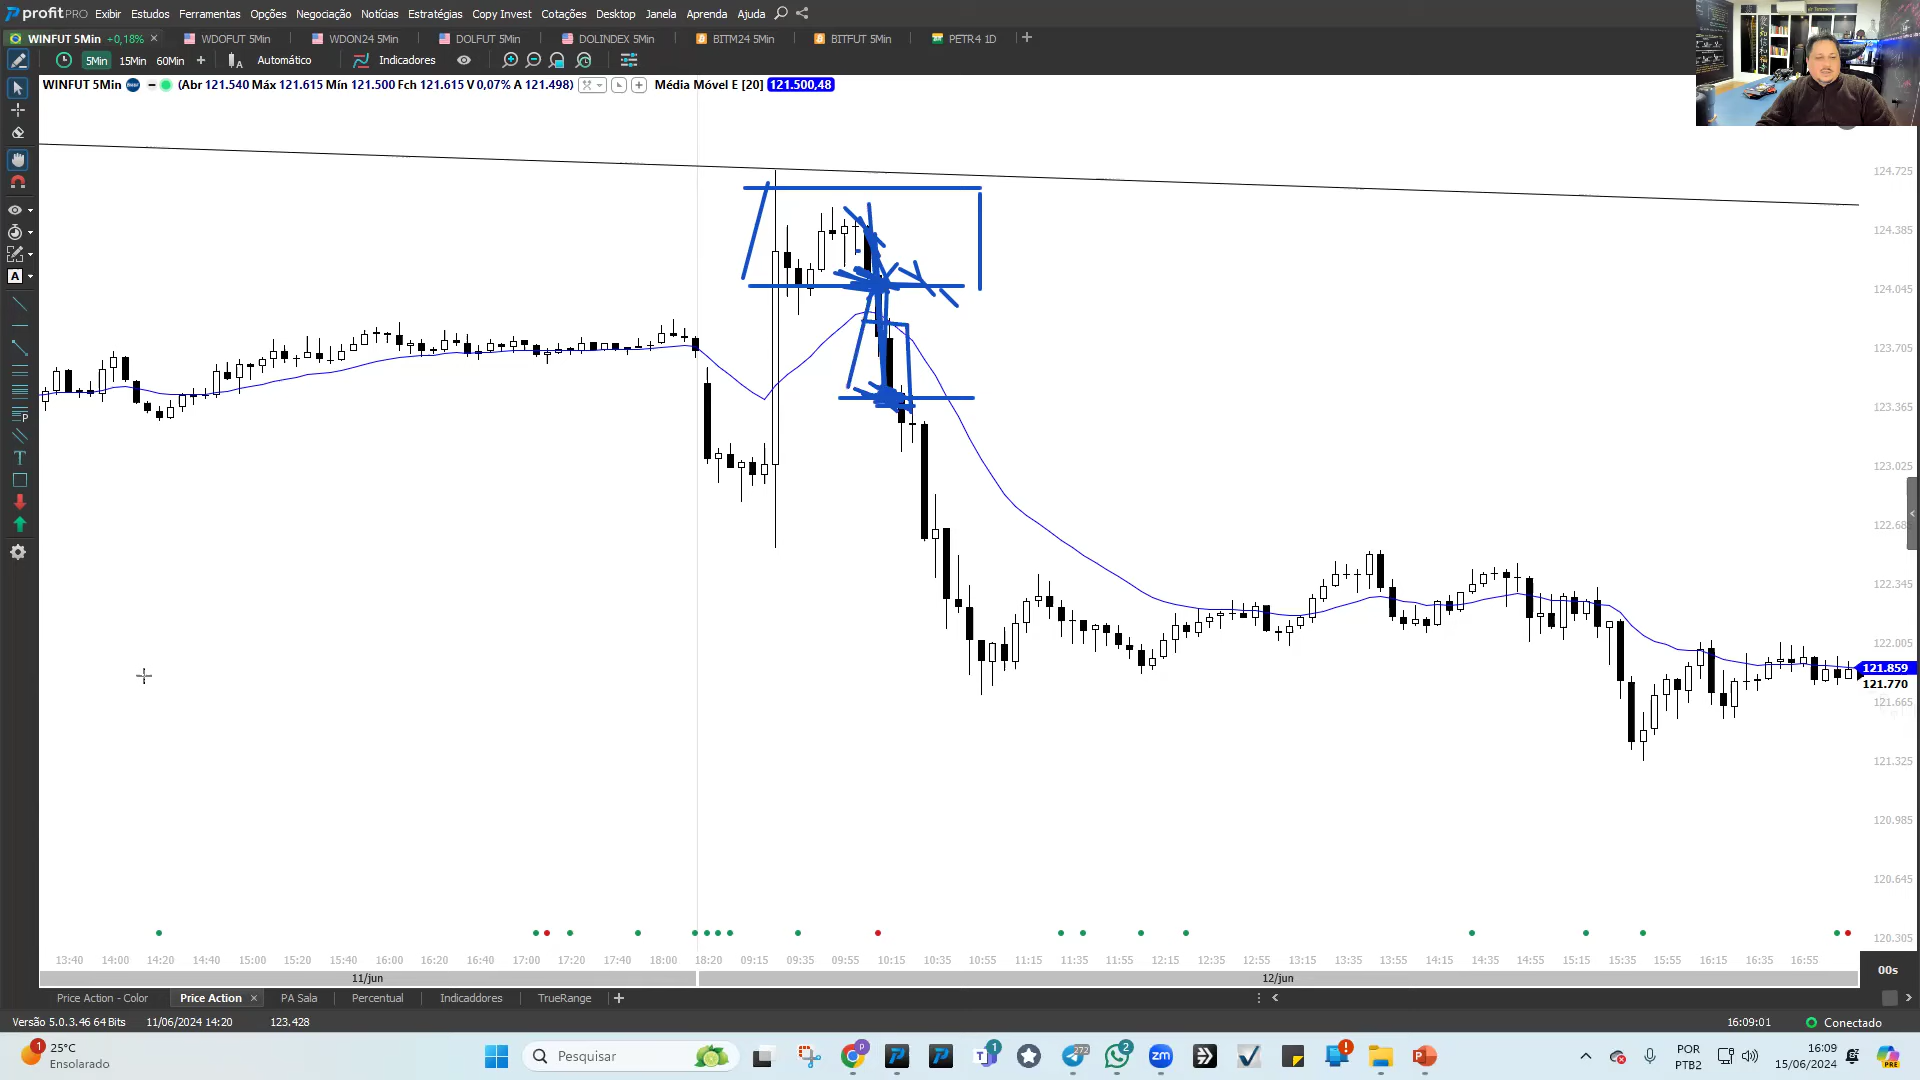 profitPRO Exibir Estudos Ferramentas Opções Negociação Notícias Estratégias Copy Invest Cotações Desktop Janela Aprenda Ajuda
WINFUT 5Min +0,18% WDOFUT 5Min WDON24 5Min DOLFUT 5Min DOLINDEX 5Min BITM24 5Min BITFUT 5Min PETR4 1D
5Min 15Min 60Min Automático Indicadores
WINFUT 5Min (Abr 121.540 Máx 121.615 Mín 121.500 Fch 121.615 V 0,07% A 121.498) Média Móvel E [20] 121.500,48
124.725
124.385
124.045
123.705
123.365
123.025
122.345
122.005
121.859
121.770
121.665
121.325
120.985
120.645
120.305
13:40 14:00 14:20 14:40 15:00 15:20 15:40 16:00 16:20 16:40 17:00 17:20 17:40 18:00 18:20 09:15 09:35 09:55 10:15 10:35 10:55 11:15 11:35 11:55 12:15 12:35 12:55 13:15 13:35 13:55 14:15 14:35 14:55 15:15 15:35 15:55 16:15 16:35 16:55
00s
11/jun 12/jun
Price Action - Color Price Action PA Sala Percentual Indicaddores TrueRange
Versão 5.0.3.46 64 Bits 11/06/2024 14:20 123.428 16:09:01 Conectado
25°C
Ensolarado
Pesquisar
POR
PTB2
16:09
15/06/2024